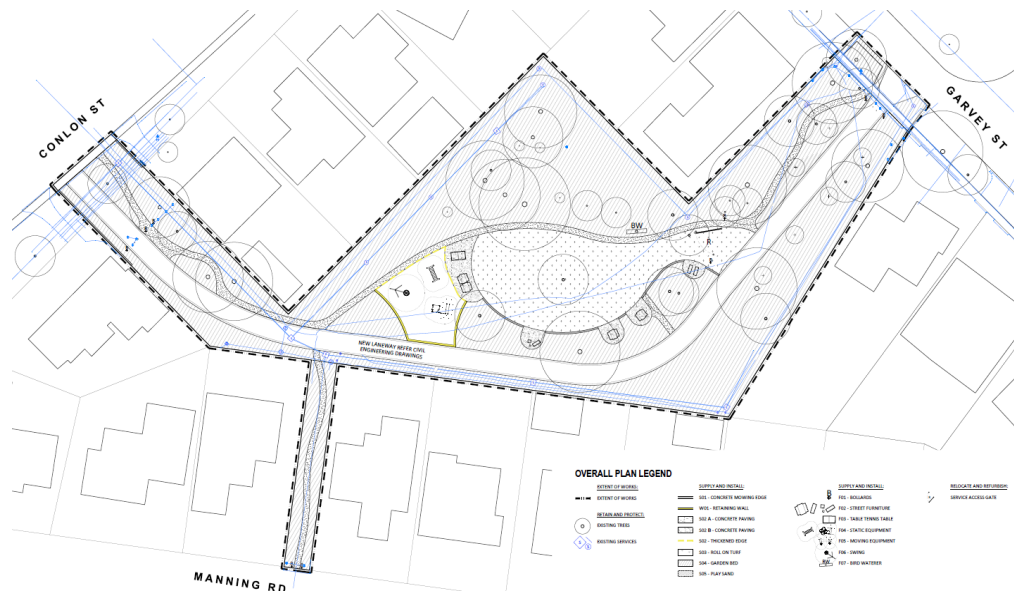 CONLON ST
GARVEY ST
BW
R
NEW LANEWAY REFER CIVIL
ENGINEERING DRAWINGS
MANNING RD
OVERALL PLAN LEGEND
EXTENT OF WORKS:
EXTENT OF WORKS
RETAIN AND PROTECT:
EXISTING TREES
EXISTING SERVICES
SUPPLY AND INSTALL:
S01 - CONCRETE MOWING EDGE
W01 - RETAINING WALL
S02 A - CONCRETE PAVING
S02 B - CONCRETE PAVING
S02 - THICKENED EDGE
S03 - ROLL ON TURF
S04 - GARDEN BED
S05 - PLAY SAND
SUPPLY AND INSTALL:
F01 - BOLLARDS
F02 - STREET FURNITURE
F03 - TABLE TENNIS TABLE
F04 - STATIC EQUIPMENT
F05 - MOVING EQUIPMENT
F06 - SWING
BW
F07 - BIRD WATERER
RELOCATE AND REFURBISH:
SERVICE ACCESS GATE